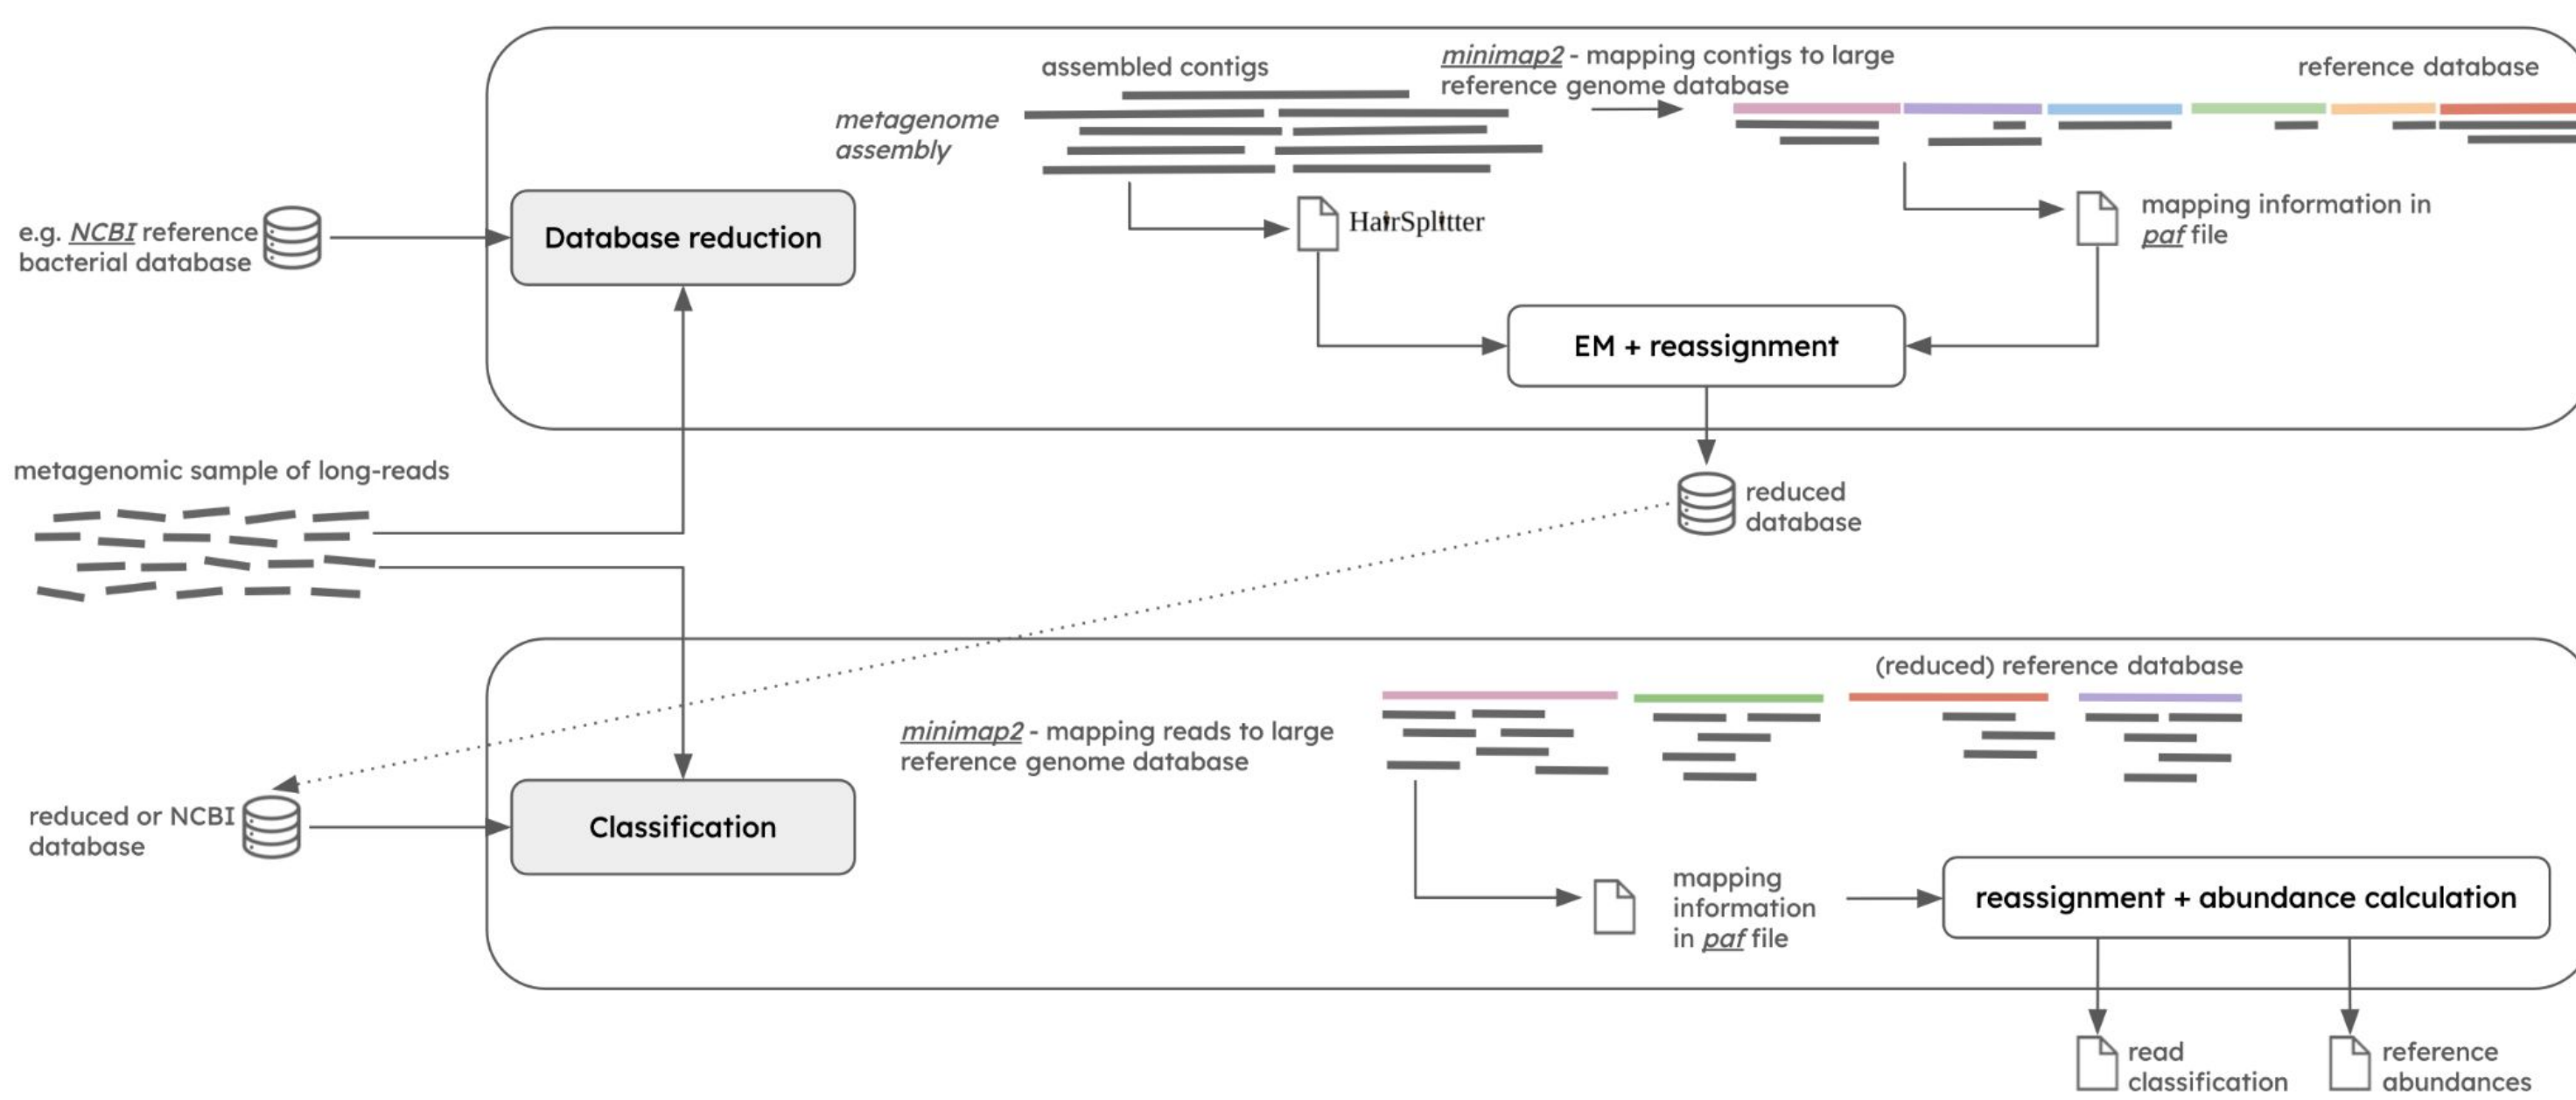 assembled contigs
minimap2 - mapping contigs to large
reference genome database
reference database
metagenome
assembly
e.g. NCBI reference
bacterial database
Database reduction
HairSplitter
mapping information in
paf file
EM + reassignment
metagenomic sample of long-reads
reduced
database
(reduced) reference database
minimap2 - mapping reads to large
reference genome database
reduced or NCBI
database
Classification
mapping
information
in paf file
reassignment + abundance calculation
read
classification
reference
abundances